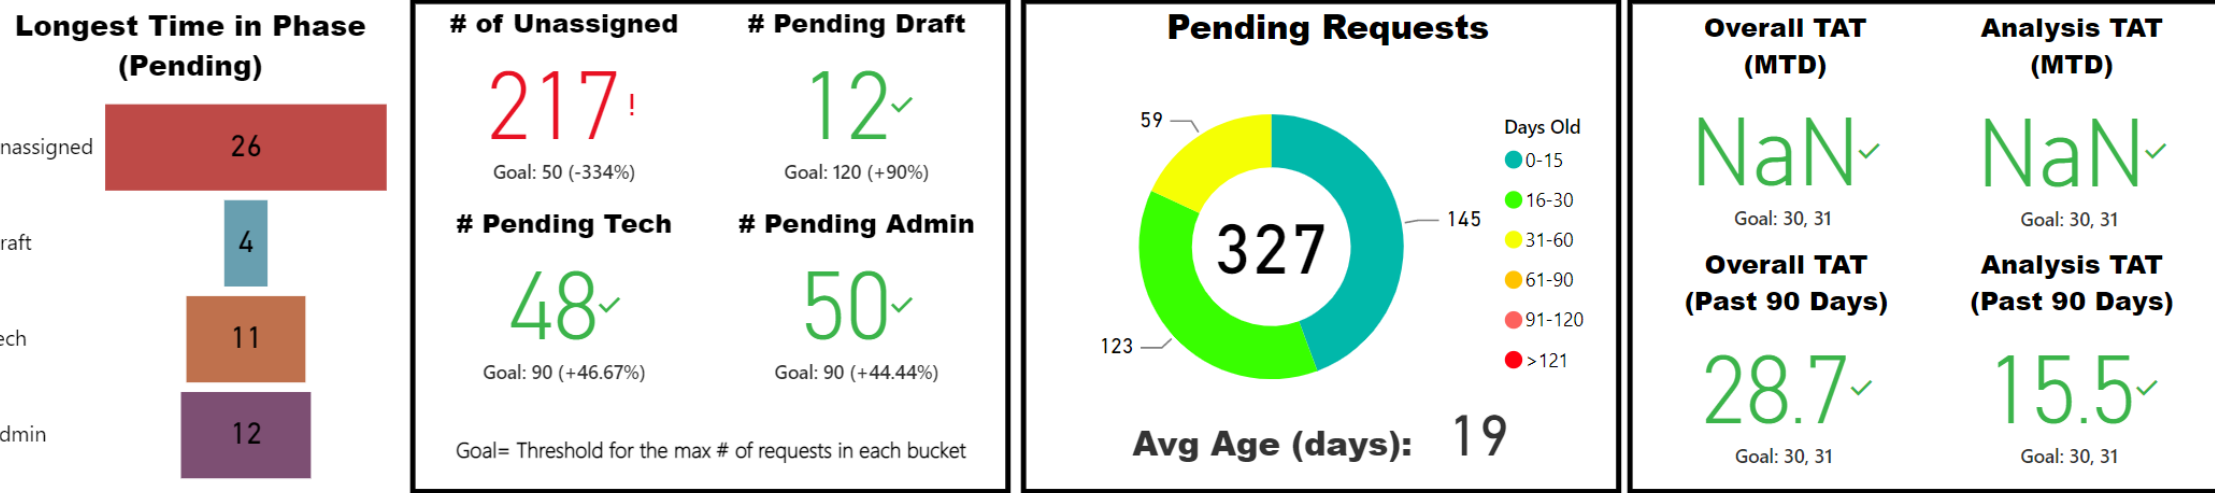 Longest Time in Phase
(Pending)
nassigned
26
raft
4
ech
11
dmin
12
# of Unassigned
217!
Goal: 50 (-334%)
# Pending Draft
12
Goal: 120 (+90%)
# Pending Tech
48
Goal: 90 (+46.67%)
# Pending Admin
50
Goal: 90 (+44.44%)
Goal= Threshold for the max # of requests in each bucket
Pending Requests
59
145
123
327
Days Old
0-15
16-30
31-60
61-90
91-120
>121
Avg Age (days): 19
Overall TAT
(MTD)
NaN
Goal: 30, 31
Analysis TAT
(MTD)
NaN
Goal: 30, 31
Overall TAT
(Past 90 Days)
28.7
Goal: 30, 31
Analysis TAT
(Past 90 Days)
15.5
Goal: 30, 31